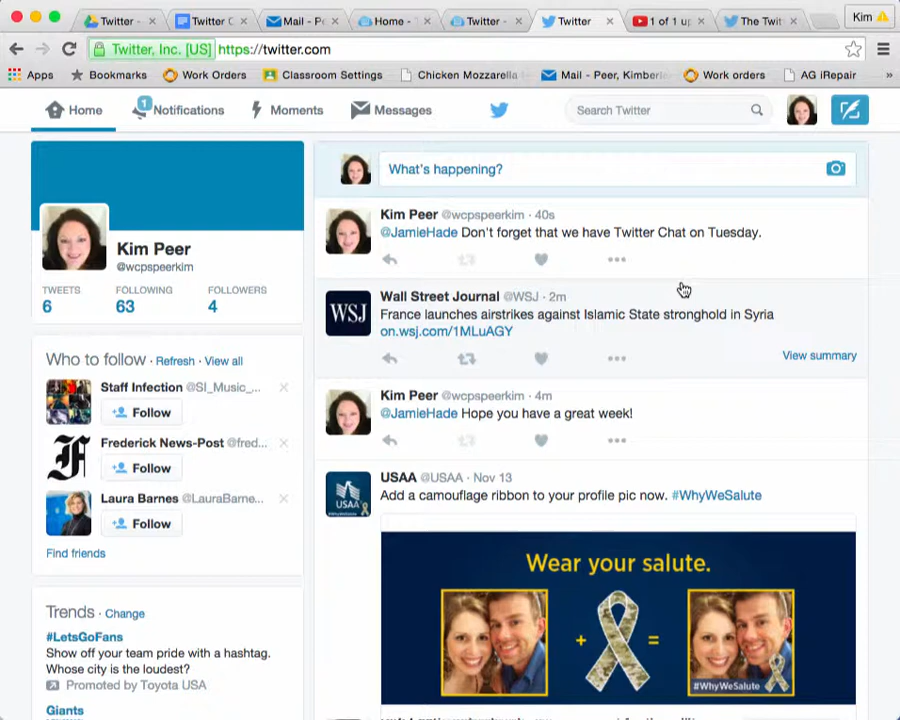 Twitter -
Twitter C
Mail - Pe
Home -
Twitter -
Twitter
1 of 1 up
The Twit
Kim
Twitter, Inc. [US] https://twitter.com
Apps Bookmarks Work Orders Classroom Settings Chicken Mozzarella Mail - Peer, Kimberl Work orders AG iRepair »
Home 1 Notifications Moments Messages Search Twitter
What's happening?
Kim Peer
@wcpspeerkim
TWEETS FOLLOWING FOLLOWERS
6 63 4
Who to follow · Refresh · View all
Staff Infection @SI_Music_...
Follow
Frederick News-Post @fred...
Follow
Laura Barnes @LauraBarne...
Follow
Find friends
Trends · Change
#LetsGoFans
Show off your team pride with a hashtag.
Whose city is the loudest?
Promoted by Toyota USA
Giants
Kim Peer @wcpspeerkim · 40s
@JamieHade Don't forget that we have Twitter Chat on Tuesday.
WSJ
Wall Street Journal @WSJ · 2m
France launches airstrikes against Islamic State stronghold in Syria
on.wsj.com/1MLuAGY
View summary
Kim Peer @wcpspeerkim · 4m
@JamieHade Hope you have a great week!
USAA
USAA @USAA · Nov 13
Add a camouflage ribbon to your profile pic now. #WhyWeSalute
Wear your salute.
+ =
#WhyWeSalute